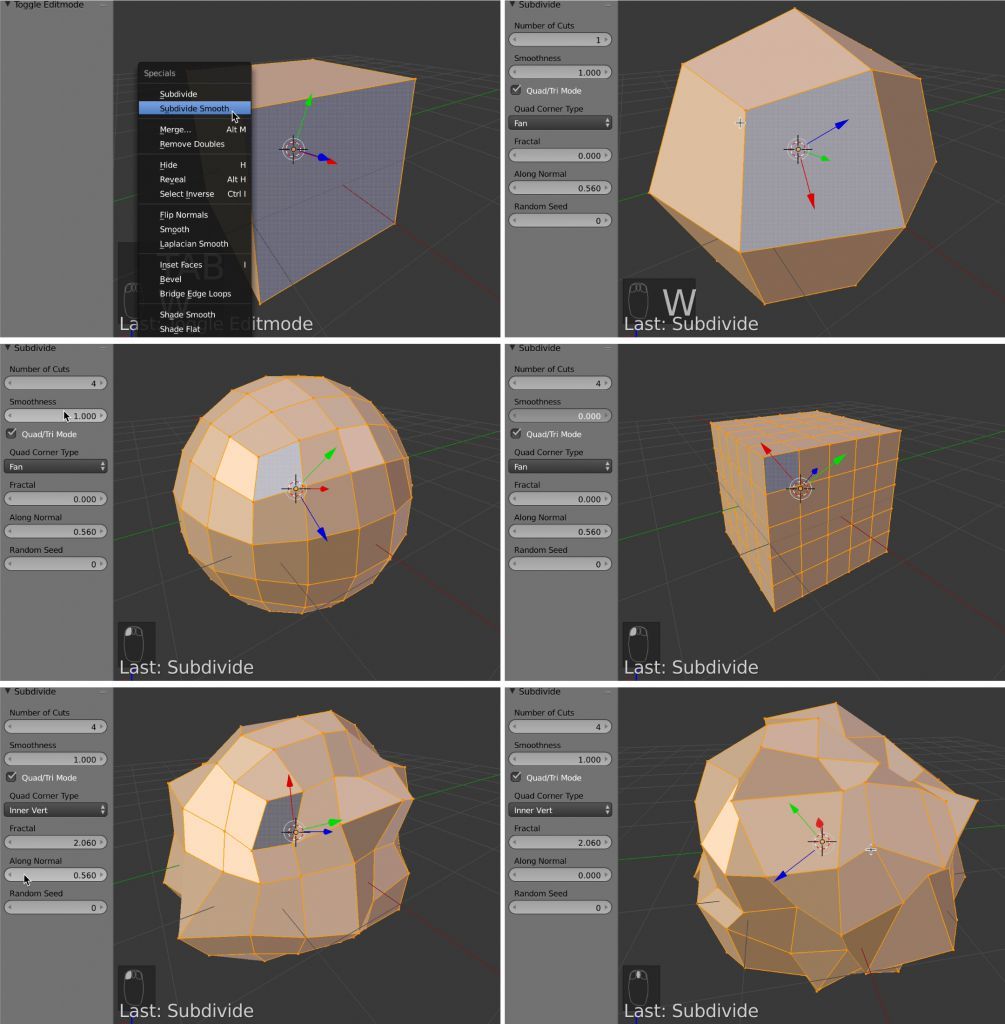 Toggle Editmode
Specials
Subdivide
Subdivide Smooth
Merge... Alt M
Remove Doubles
Hide H
Reveal Alt H
Select Inverse Ctrl I
Flip Normals
Smooth
Laplacian Smooth
Inset Faces I
Bevel
Bridge Edge Loops
Shade Smooth
Shade Flat
TAB
W
Last: Toggle Editmode
Subdivide
Number of Cuts
1
Smoothness
1.000
Quad/Tri Mode
Quad Corner Type
Fan
Fractal
0.000
Along Normal
0.560
Random Seed
0
W
Last: Subdivide
Subdivide
Number of Cuts
4
Smoothness
1.000
Quad/Tri Mode
Quad Corner Type
Fan
Fractal
0.000
Along Normal
0.560
Random Seed
0
Last: Subdivide
Subdivide
Number of Cuts
4
Smoothness
0.000
Quad/Tri Mode
Quad Corner Type
Fan
Fractal
0.000
Along Normal
0.560
Random Seed
0
Last: Subdivide
Subdivide
Number of Cuts
4
Smoothness
1.000
Quad/Tri Mode
Quad Corner Type
Inner Vert
Fractal
2.060
Along Normal
0.560
Random Seed
0
Last: Subdivide
Subdivide
Number of Cuts
4
Smoothness
1.000
Quad/Tri Mode
Quad Corner Type
Inner Vert
Fractal
2.060
Along Normal
0.000
Random Seed
0
Last: Subdivide